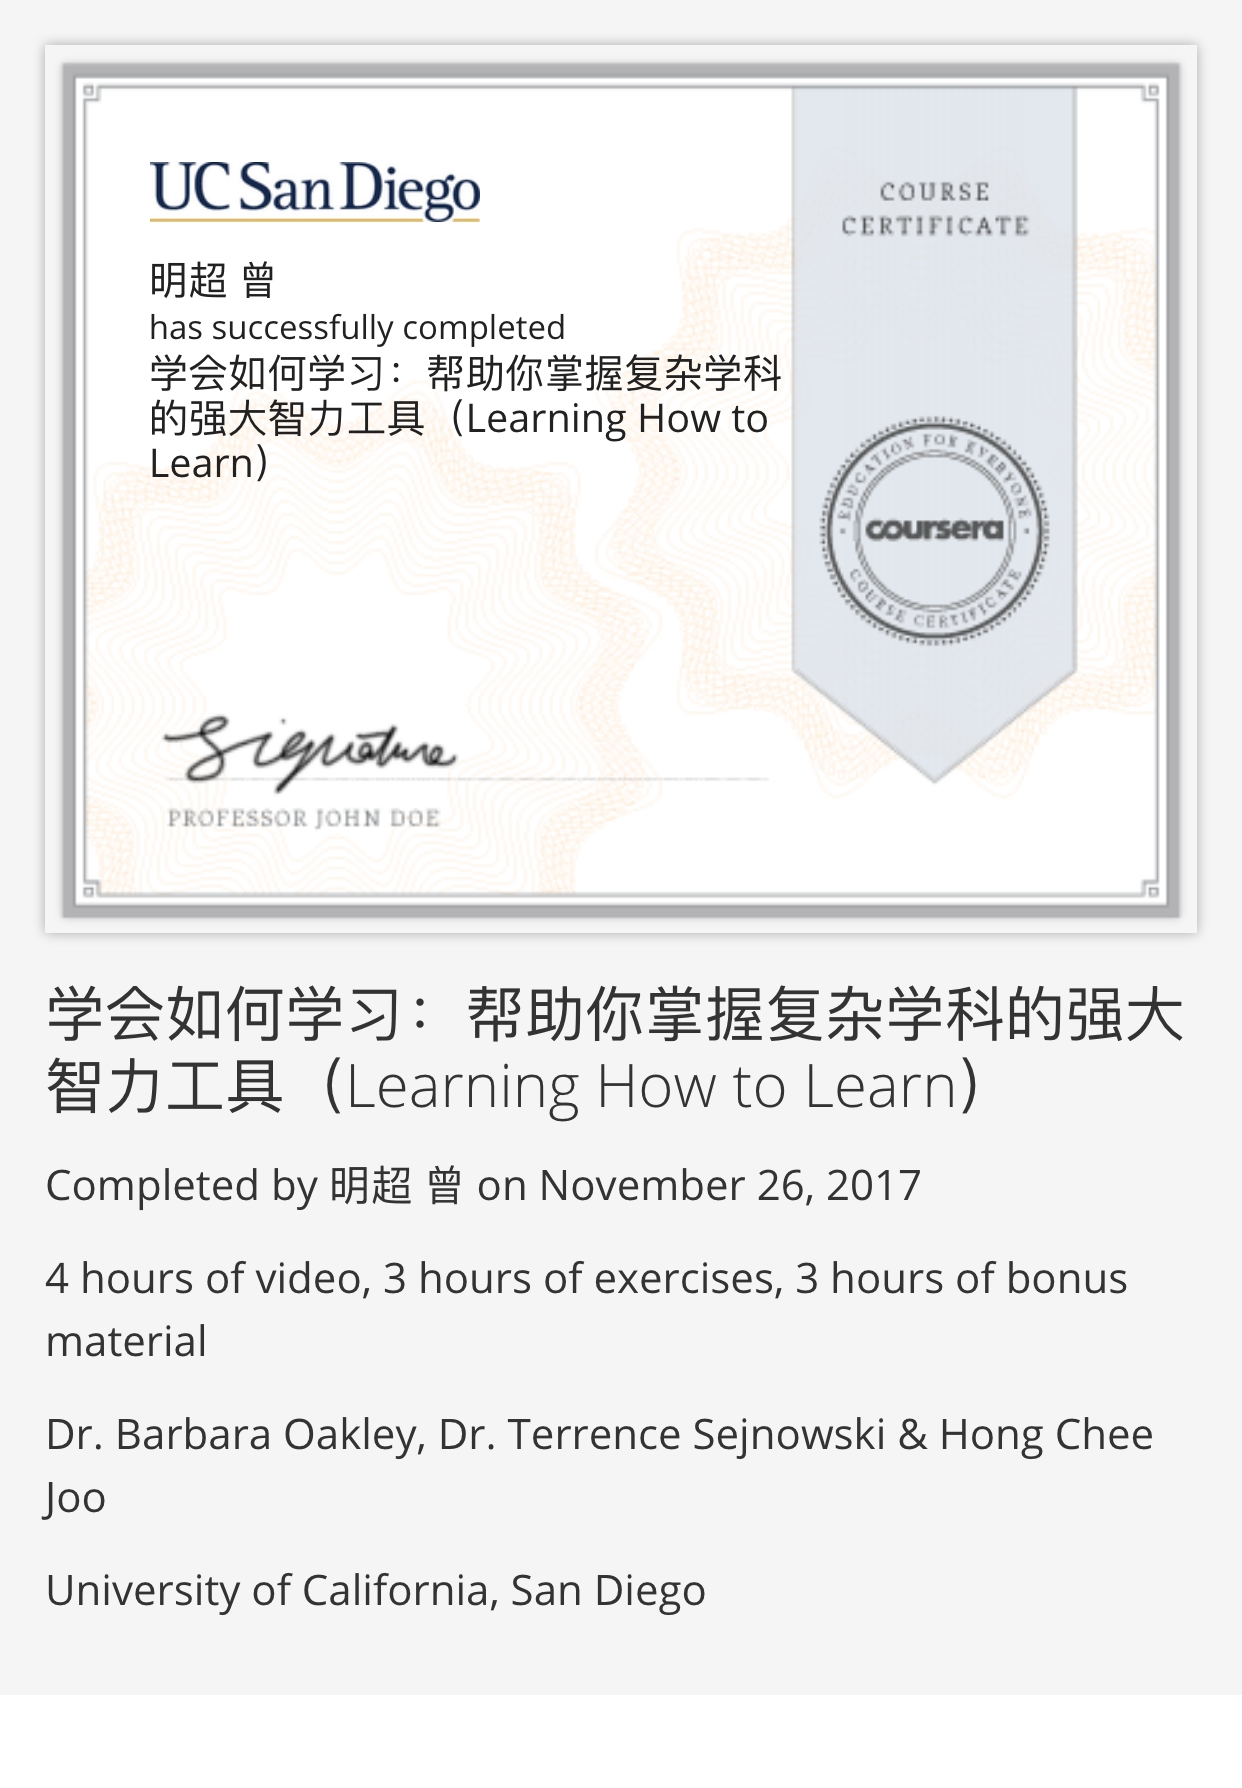 UC San Diego
明超 曾
has successfully completed
学会如何学习：帮助你掌握复杂学科
的强大智力工具（Learning How to
Learn）
COURSE
CERTIFICATE
EDUCATION FOR EVERYONE
coursera
COURSE CERTIFICATE
Signature
PROFESSOR JOHN DOE
学会如何学习：帮助你掌握复杂学科的强大
智力工具（Learning How to Learn）
Completed by 明超 曾 on November 26, 2017
4 hours of video, 3 hours of exercises, 3 hours of bonus
material
Dr. Barbara Oakley, Dr. Terrence Sejnowski & Hong Chee
Joo
University of California, San Diego